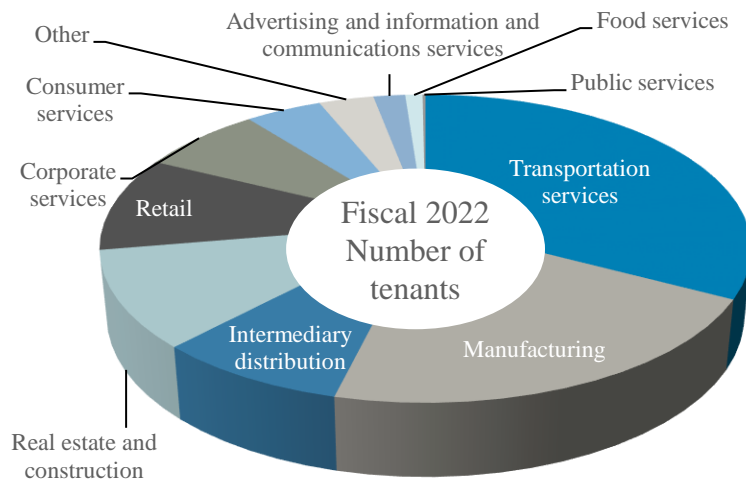 Other
Advertising and information and
communications services
Food services
Consumer
services
Public services
Corporate
services
Transportation
services
Retail
Fiscal 2022
Number of
tenants
Intermediary
distribution
Manufacturing
Real estate and
construction